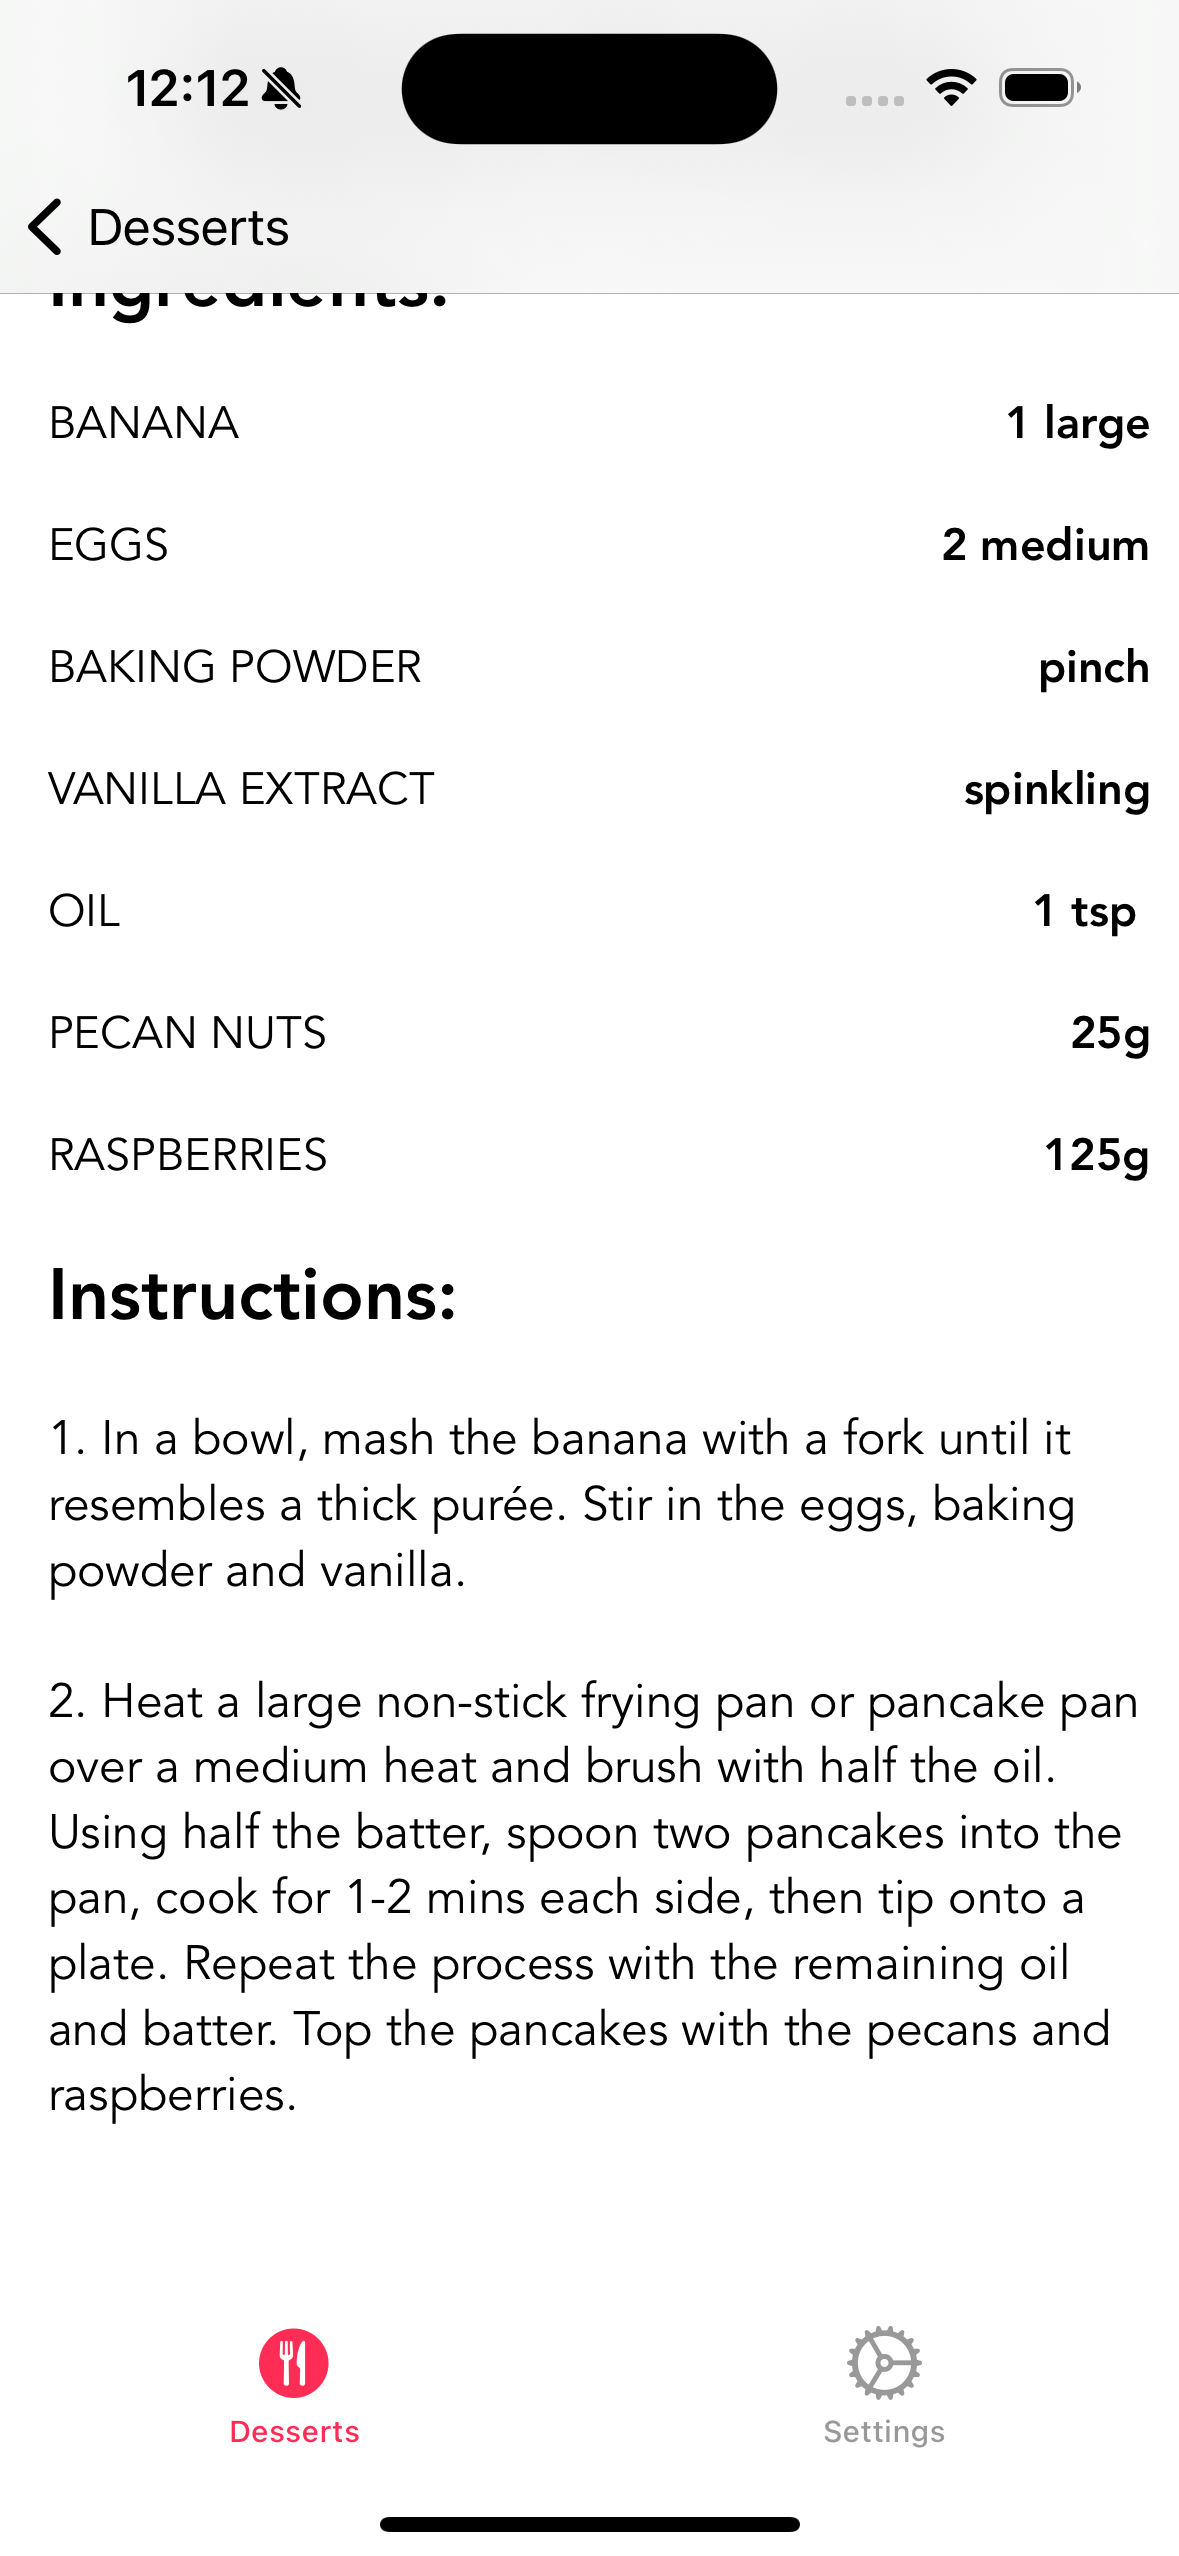 12:12
Desserts
Ingredients:
BANANA 1 large
EGGS 2 medium
BAKING POWDER pinch
VANILLA EXTRACT spinkling
OIL 1 tsp
PECAN NUTS 25g
RASPBERRIES 125g
Instructions:
1. In a bowl, mash the banana with a fork until it
resembles a thick purée. Stir in the eggs, baking
powder and vanilla.
2. Heat a large non-stick frying pan or pancake pan
over a medium heat and brush with half the oil.
Using half the batter, spoon two pancakes into the
pan, cook for 1-2 mins each side, then tip onto a
plate. Repeat the process with the remaining oil
and batter. Top the pancakes with the pecans and
raspberries.
Desserts Settings